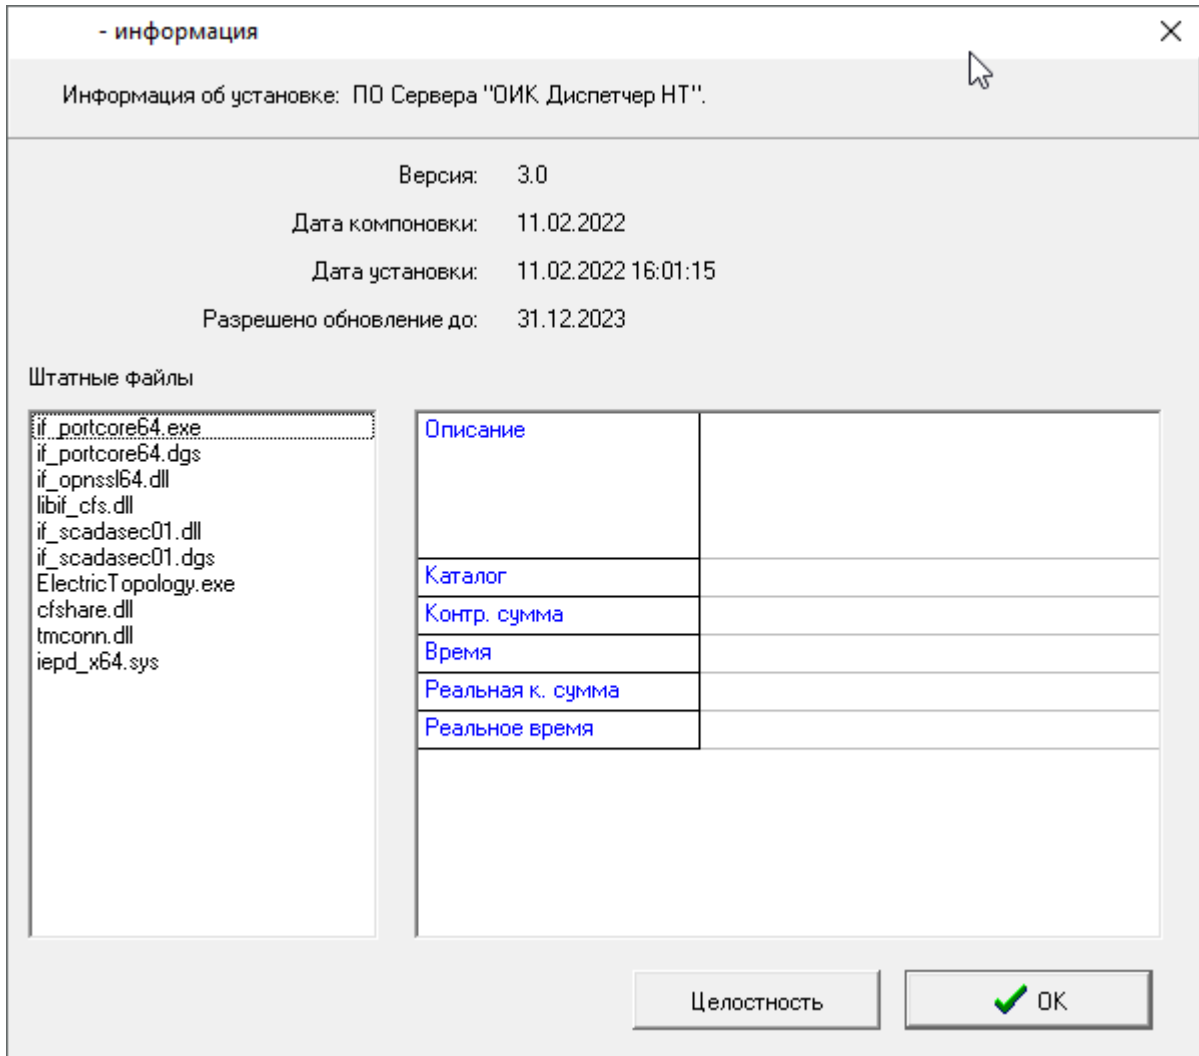 - информация
Информация об установке: ПО Сервера "ОИК Диспетчер НТ".
Версия: 3.0
Дата компоновки: 11.02.2022
Дата установки: 11.02.2022 16:01:15
Разрешено обновление до: 31.12.2023
Штатные файлы
if_portcore64.exe
if_portcore64.dgs
if_opnssl64.dll
libif_cfs.dll
if_scadasec01.dll
if_scadasec01.dgs
ElectricTopology.exe
cfshare.dll
tmconn.dll
iepd_x64.sys
Описание
Каталог
Контр. сумма
Время
Реальная к. сумма
Реальное время
Целостность
OK